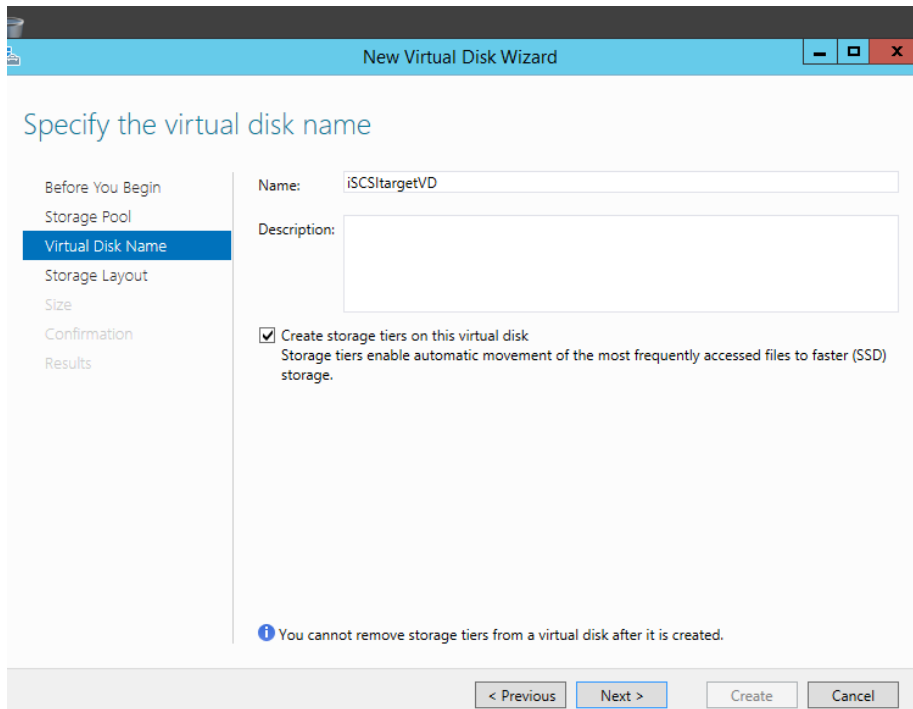 New Virtual Disk Wizard
Specify the virtual disk name
Before You Begin
Storage Pool
Virtual Disk Name
Storage Layout
Size
Confirmation
Results
Name: iSCSItargetVD
Description:
Create storage tiers on this virtual disk
Storage tiers enable automatic movement of the most frequently accessed files to faster (SSD)
storage.
You cannot remove storage tiers from a virtual disk after it is created.
< Previous Next > Create Cancel